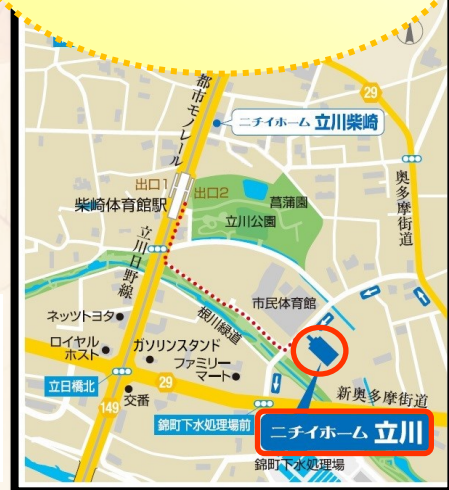 都市モノレール
29
ニチイホーム 立川柴崎
出口1
出口2
柴崎体育館駅
菖蒲園
立川公園
奥多摩街道
立川日野線
市民体育館
根川緑道
ネッツトヨタ
ロイヤル
ホスト
ガソリンスタンド
ファミリー
マート
立日橋北
29
交番
149
新奥多摩街道
錦町下水処理場前
ニチイホーム 立川
錦町下水処理場